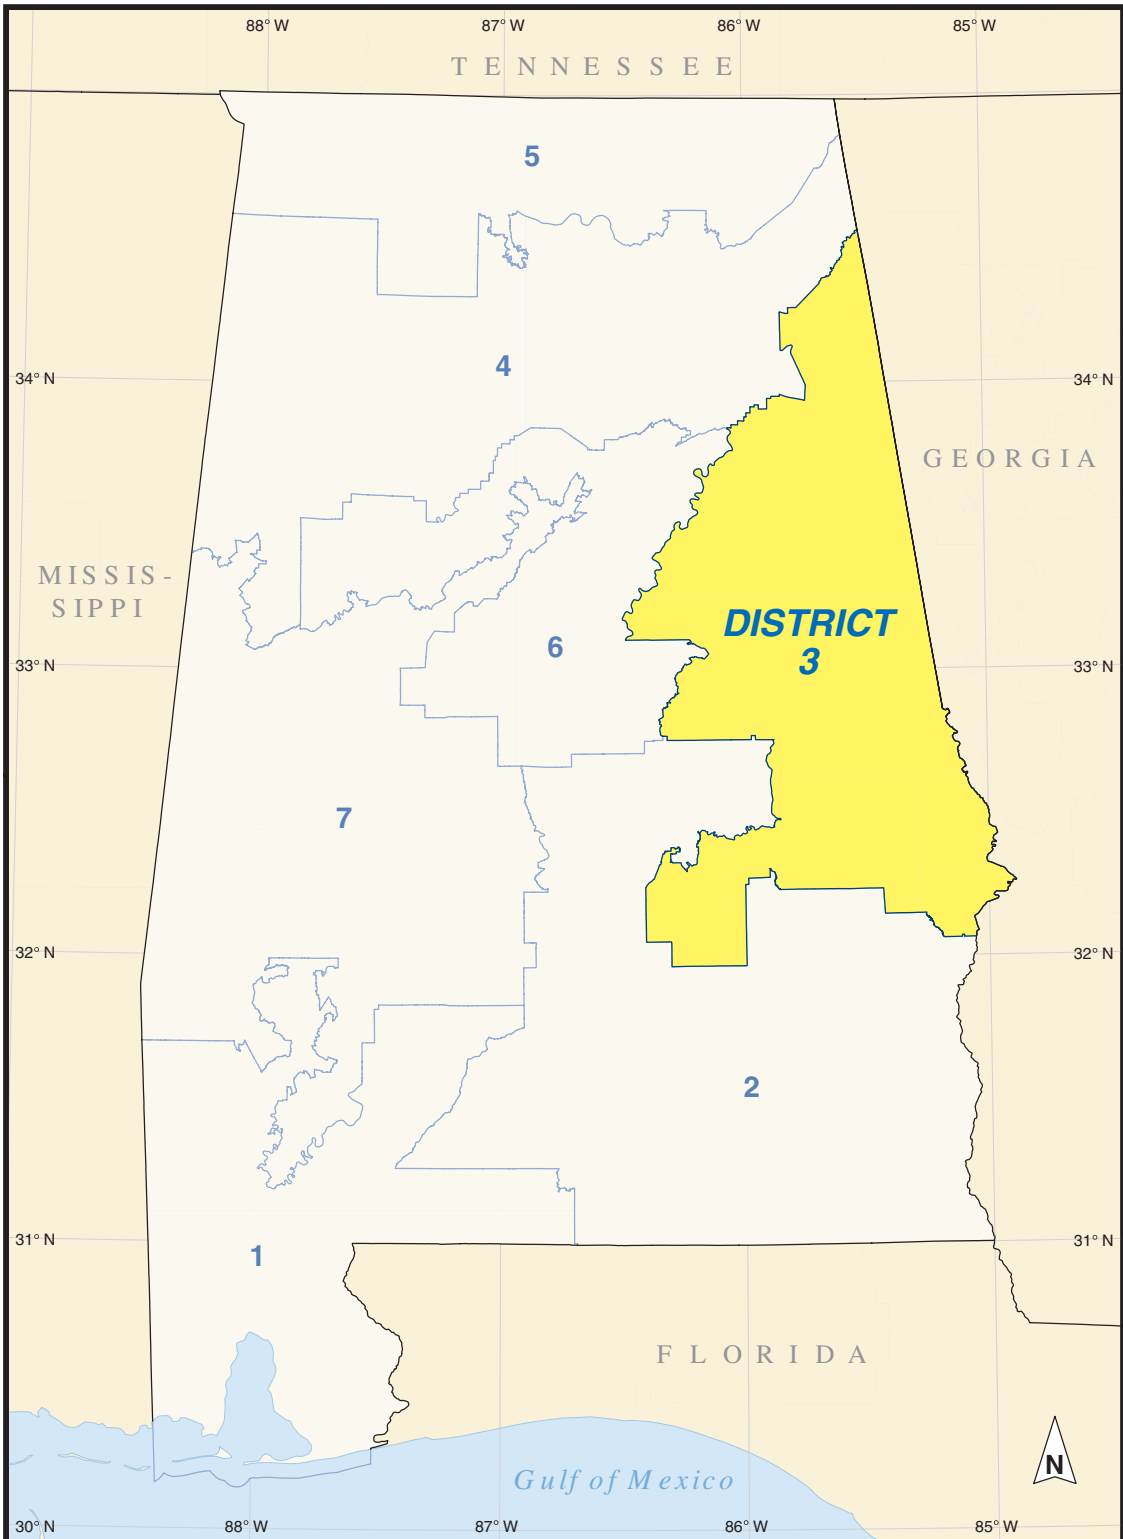 88° W 87° W 86° W 85° W
TENNESSEE
5
4
34° N 34° N
GEORGIA
MISSIS-
SIPPI
DISTRICT
3
6
33° N 33° N
7
32° N 32° N
2
31° N 31° N
1
FLORIDA
N
Gulf of Mexico
30° N 88° W 87° W 86° W 85° W